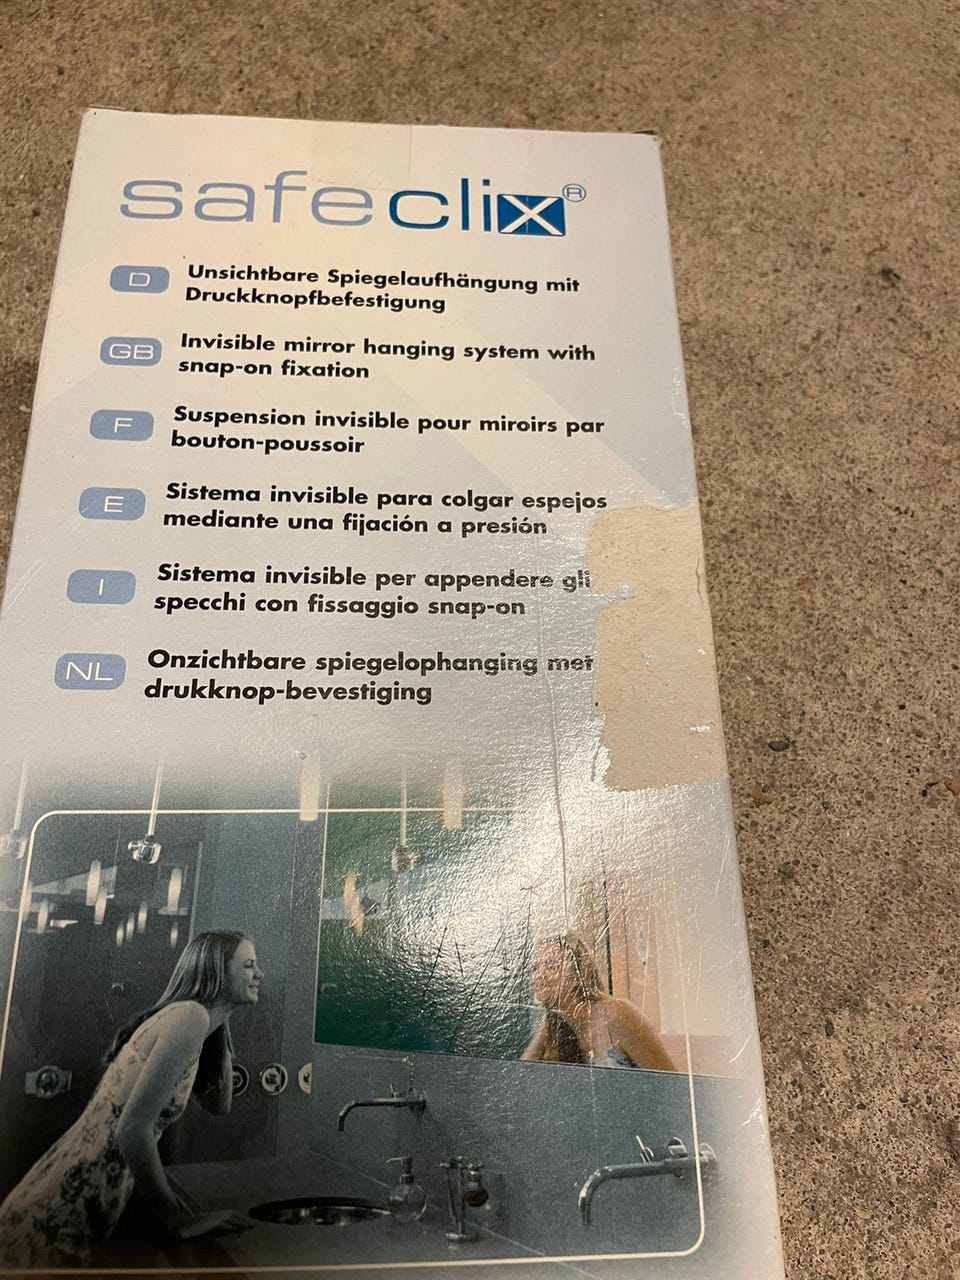 safeclix®
D Unsichtbare Spiegelaufhängung mit
Druckknopfbefestigung
GB Invisible mirror hanging system with
snap-on fixation
F Suspension invisible pour miroirs par
bouton-poussoir
E Sistema invisible para colgar espejos
mediante una fijación a presión
I Sistema invisible per appendere gli
specchi con fissaggio snap-on
NL Onzichtbare spiegelophanging met
drukknop-bevestiging